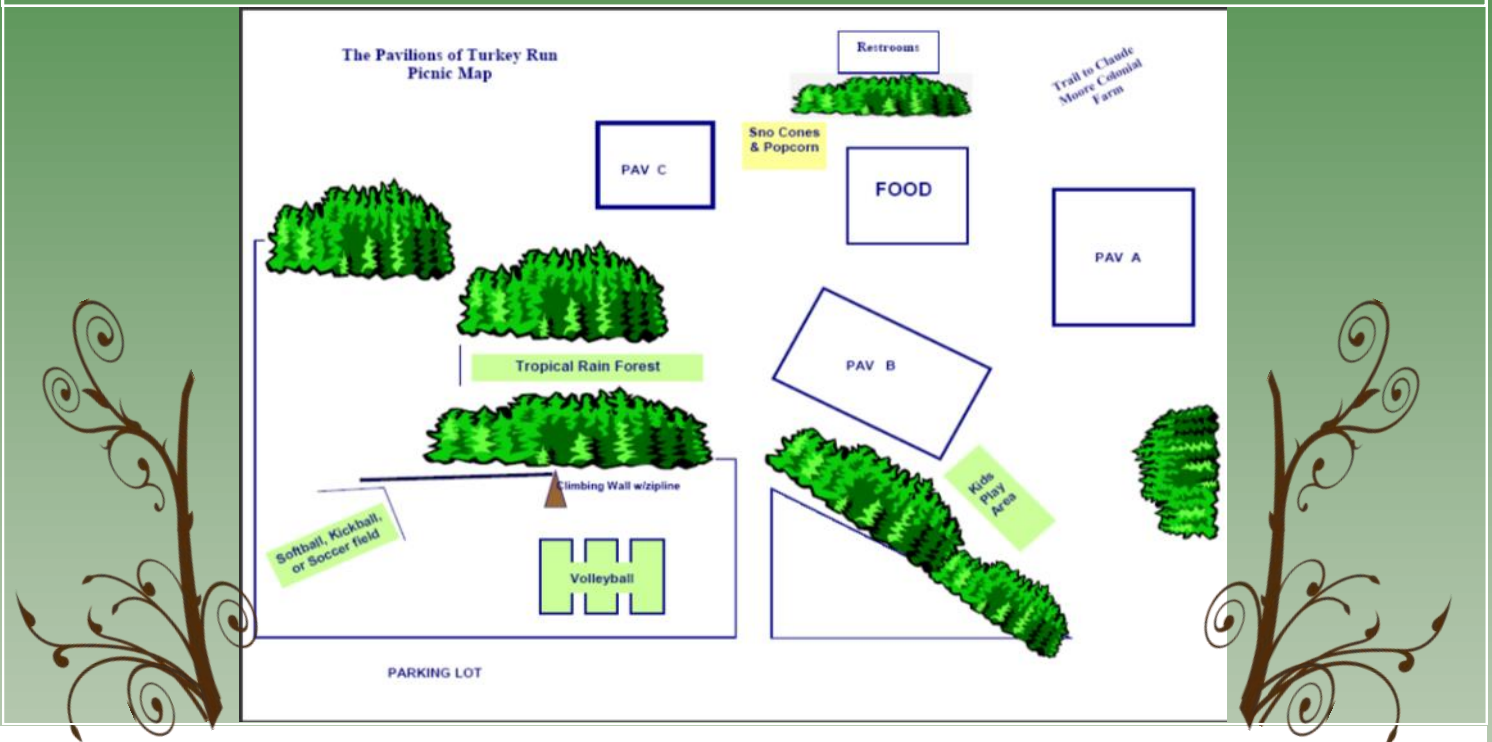 The Pavilions of Turkey Run
Picnic Map
Restrooms
Trail to Claude
Moore Colonial
Farm
Sno Cones
& Popcorn
PAV C
FOOD
PAV A
PAV B
Tropical Rain Forest
Climbing Wall w/zipline
Kids
Play
Area
Softball, Kickball,
or Soccer field
Volleyball
PARKING LOT